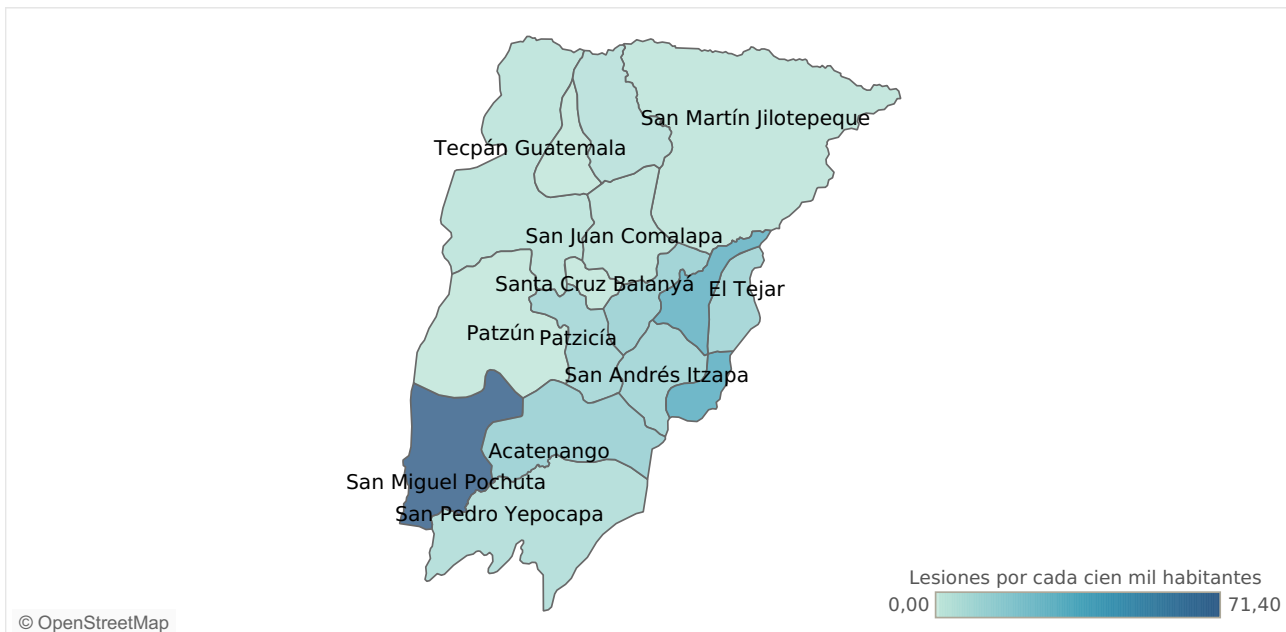 San Martín Jilotepeque
Tecpán Guatemala
San Juan Comalapa
Santa Cruz Balanyá
El Tejar
Patzún
Patzicía
San Andrés Itzapa
Acatenango
San Miguel Pochuta
San Pedro Yepocapa
Lesiones por cada cien mil habitantes
0,00 71,40
© OpenStreetMap